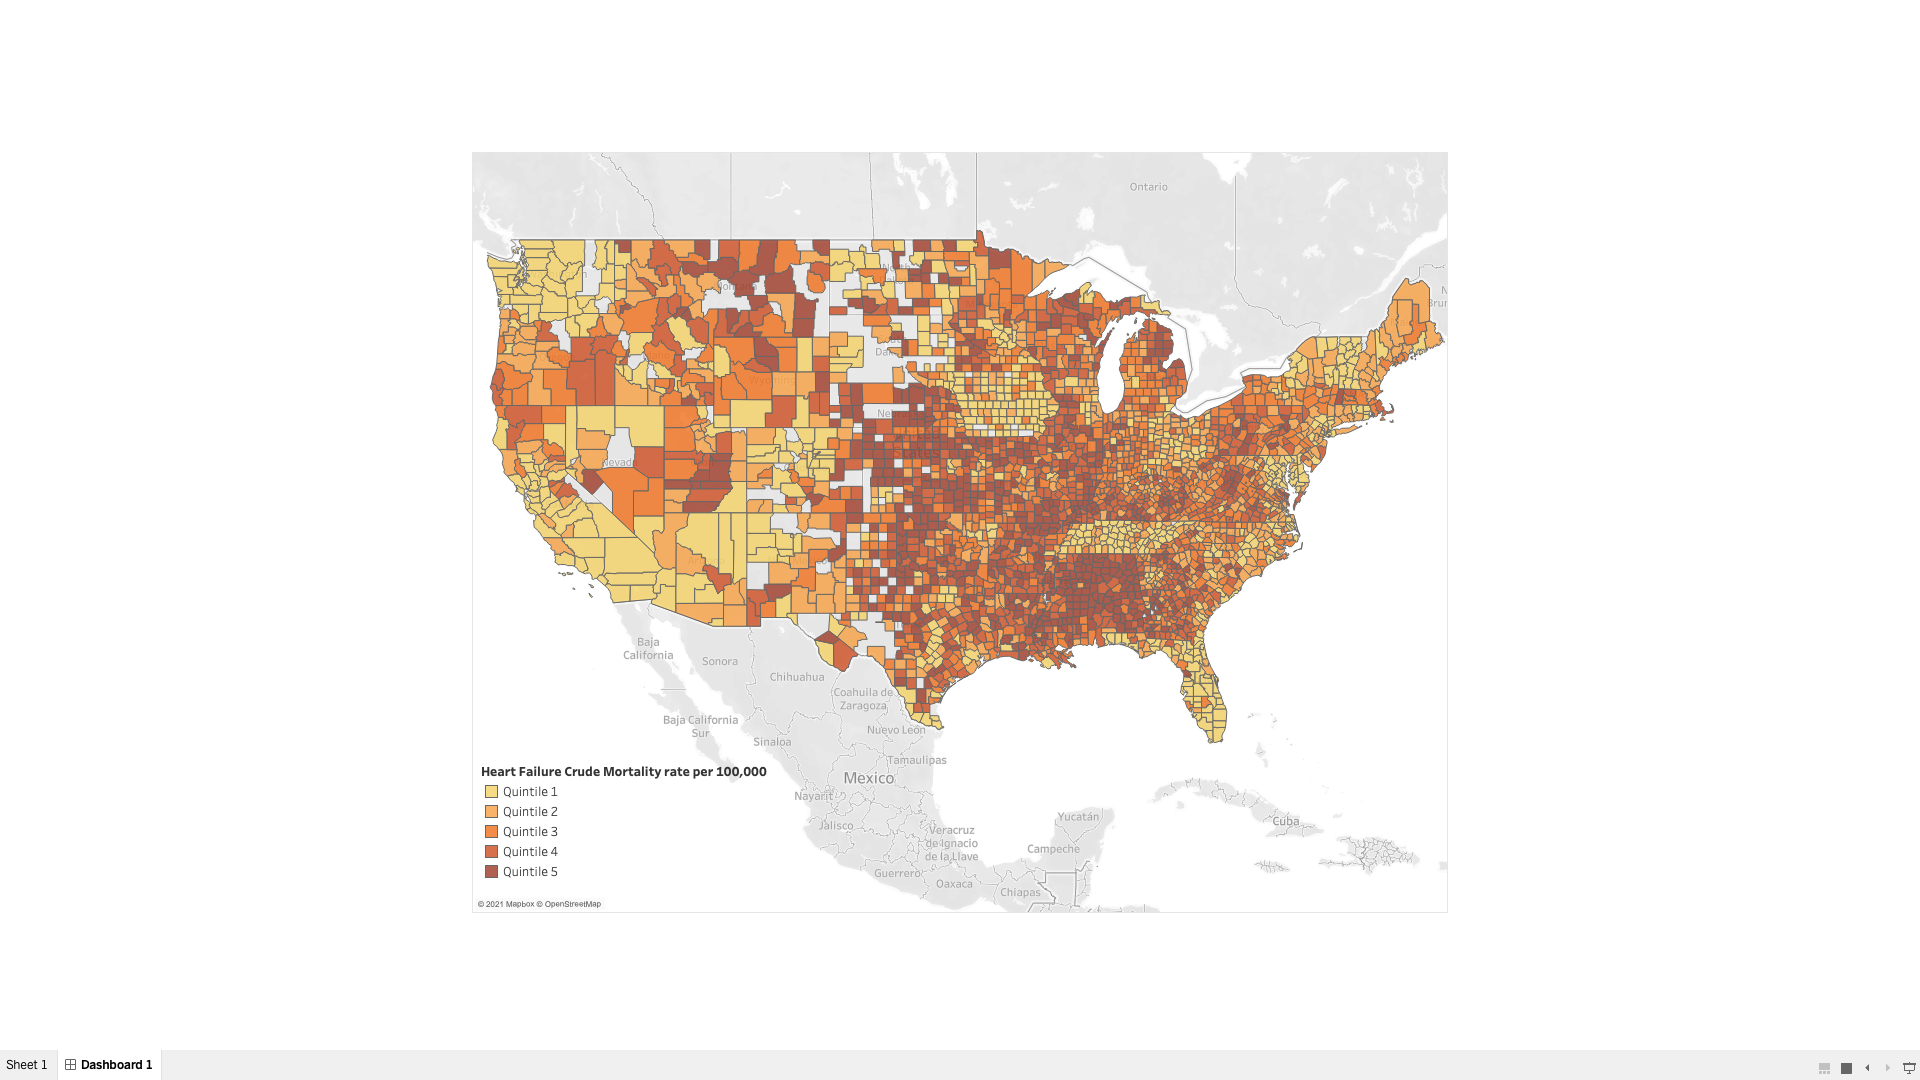 Ontario
Nevad
Baja
California
Sonora
Chihuahua
Coahuila de
Zaragoza
Baja California
Sur
Nuevo León
Sinaloa
Tamaulipas
Mexico
Heart Failure Crude Mortality rate per 100,000
Quintile 1
Quintile 2
Quintile 3
Quintile 4
Quintile 5
Nayarit
Jalisco
Veracruz
de Ignacio
de la Llave
Yucatán
Campeche
Cuba
Guerrero
Oaxaca
Chiapas
© 2021 Mapbox © OpenStreetMap
Sheet 1
Dashboard 1